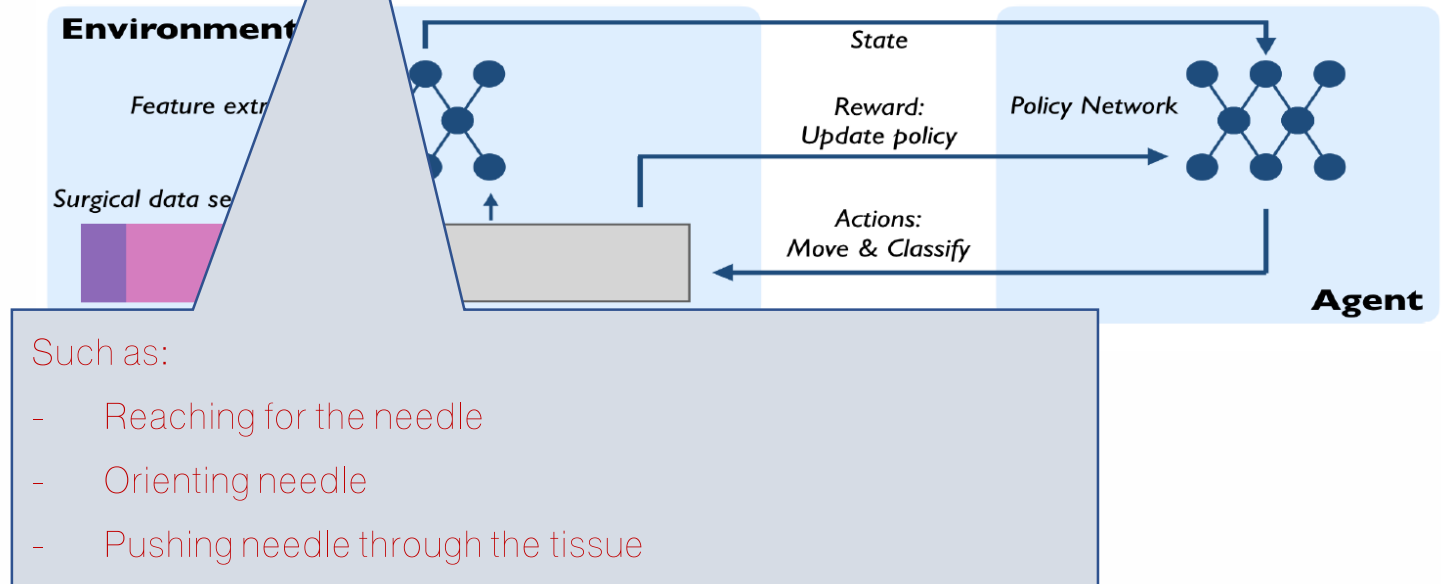 Environment
State
Feature extr
Reward:
Update policy
Policy Network
Surgical data se
Actions:
Move & Classify
Agent
Such as:
- Reaching for the needle
- Orienting needle
- Pushing needle through the tissue